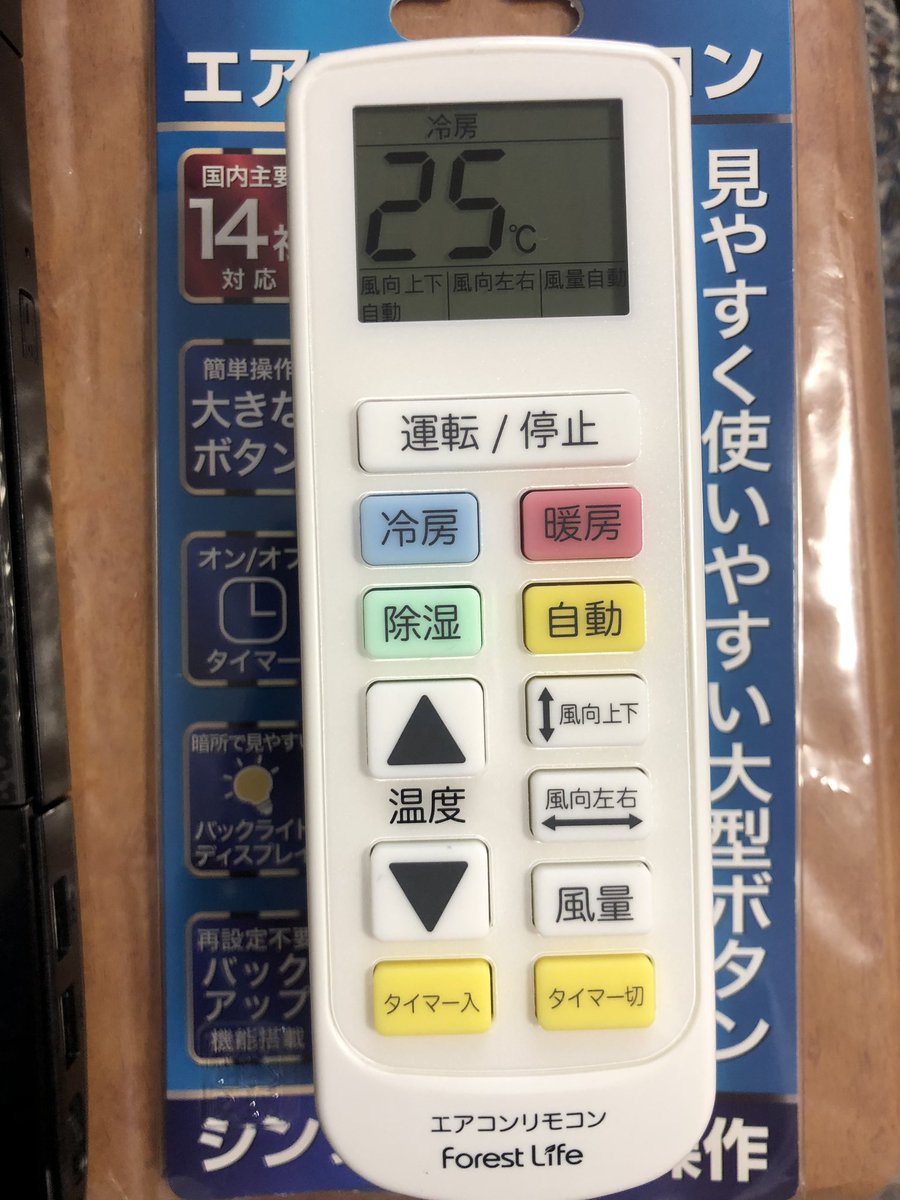 エア
コン
国内主要
14社
対応
簡単操作
大きな
ボタン
オン/オフ
タイマー
暗所で見やすい
バックライト
ディスプレイ
再設定不要
バック
アップ
機能搭載
シン
操作
見やすく使いやすい大型ボタン
冷房
25℃
風向上下 風向左右 風量自動
自動
運転 / 停止
冷房 暖房
除湿 自動
風向上下
温度
風向左右
風量
タイマー入 タイマー切
エアコンリモコン
Forest Life